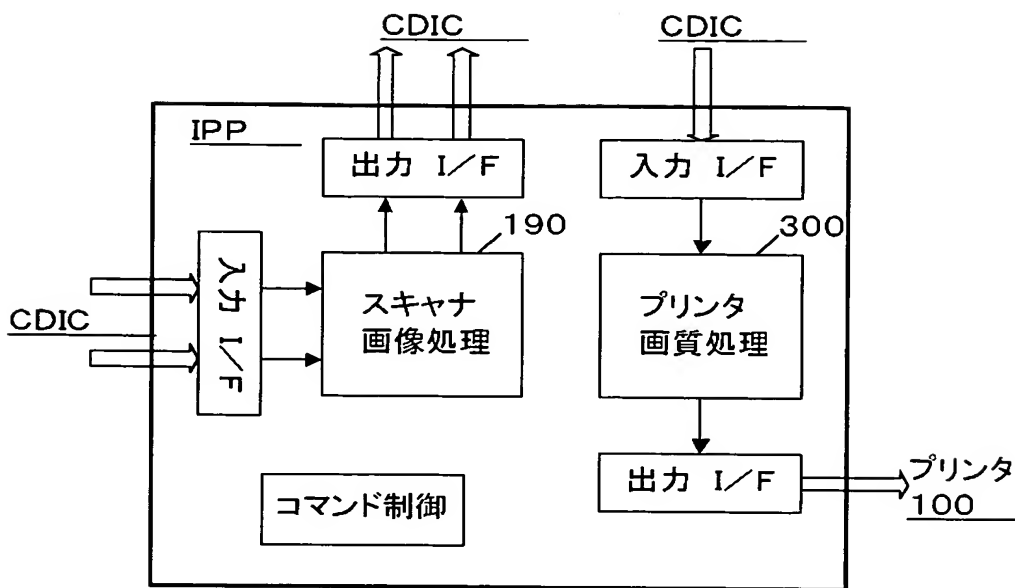 CDIC
CDIC
IPP
出力 I/F
入力 I/F
190
300
入力 I/F
スキャナ
画像処理
プリンタ
画質処理
CDIC
出力 I/F
プリンタ
100
コマンド制御